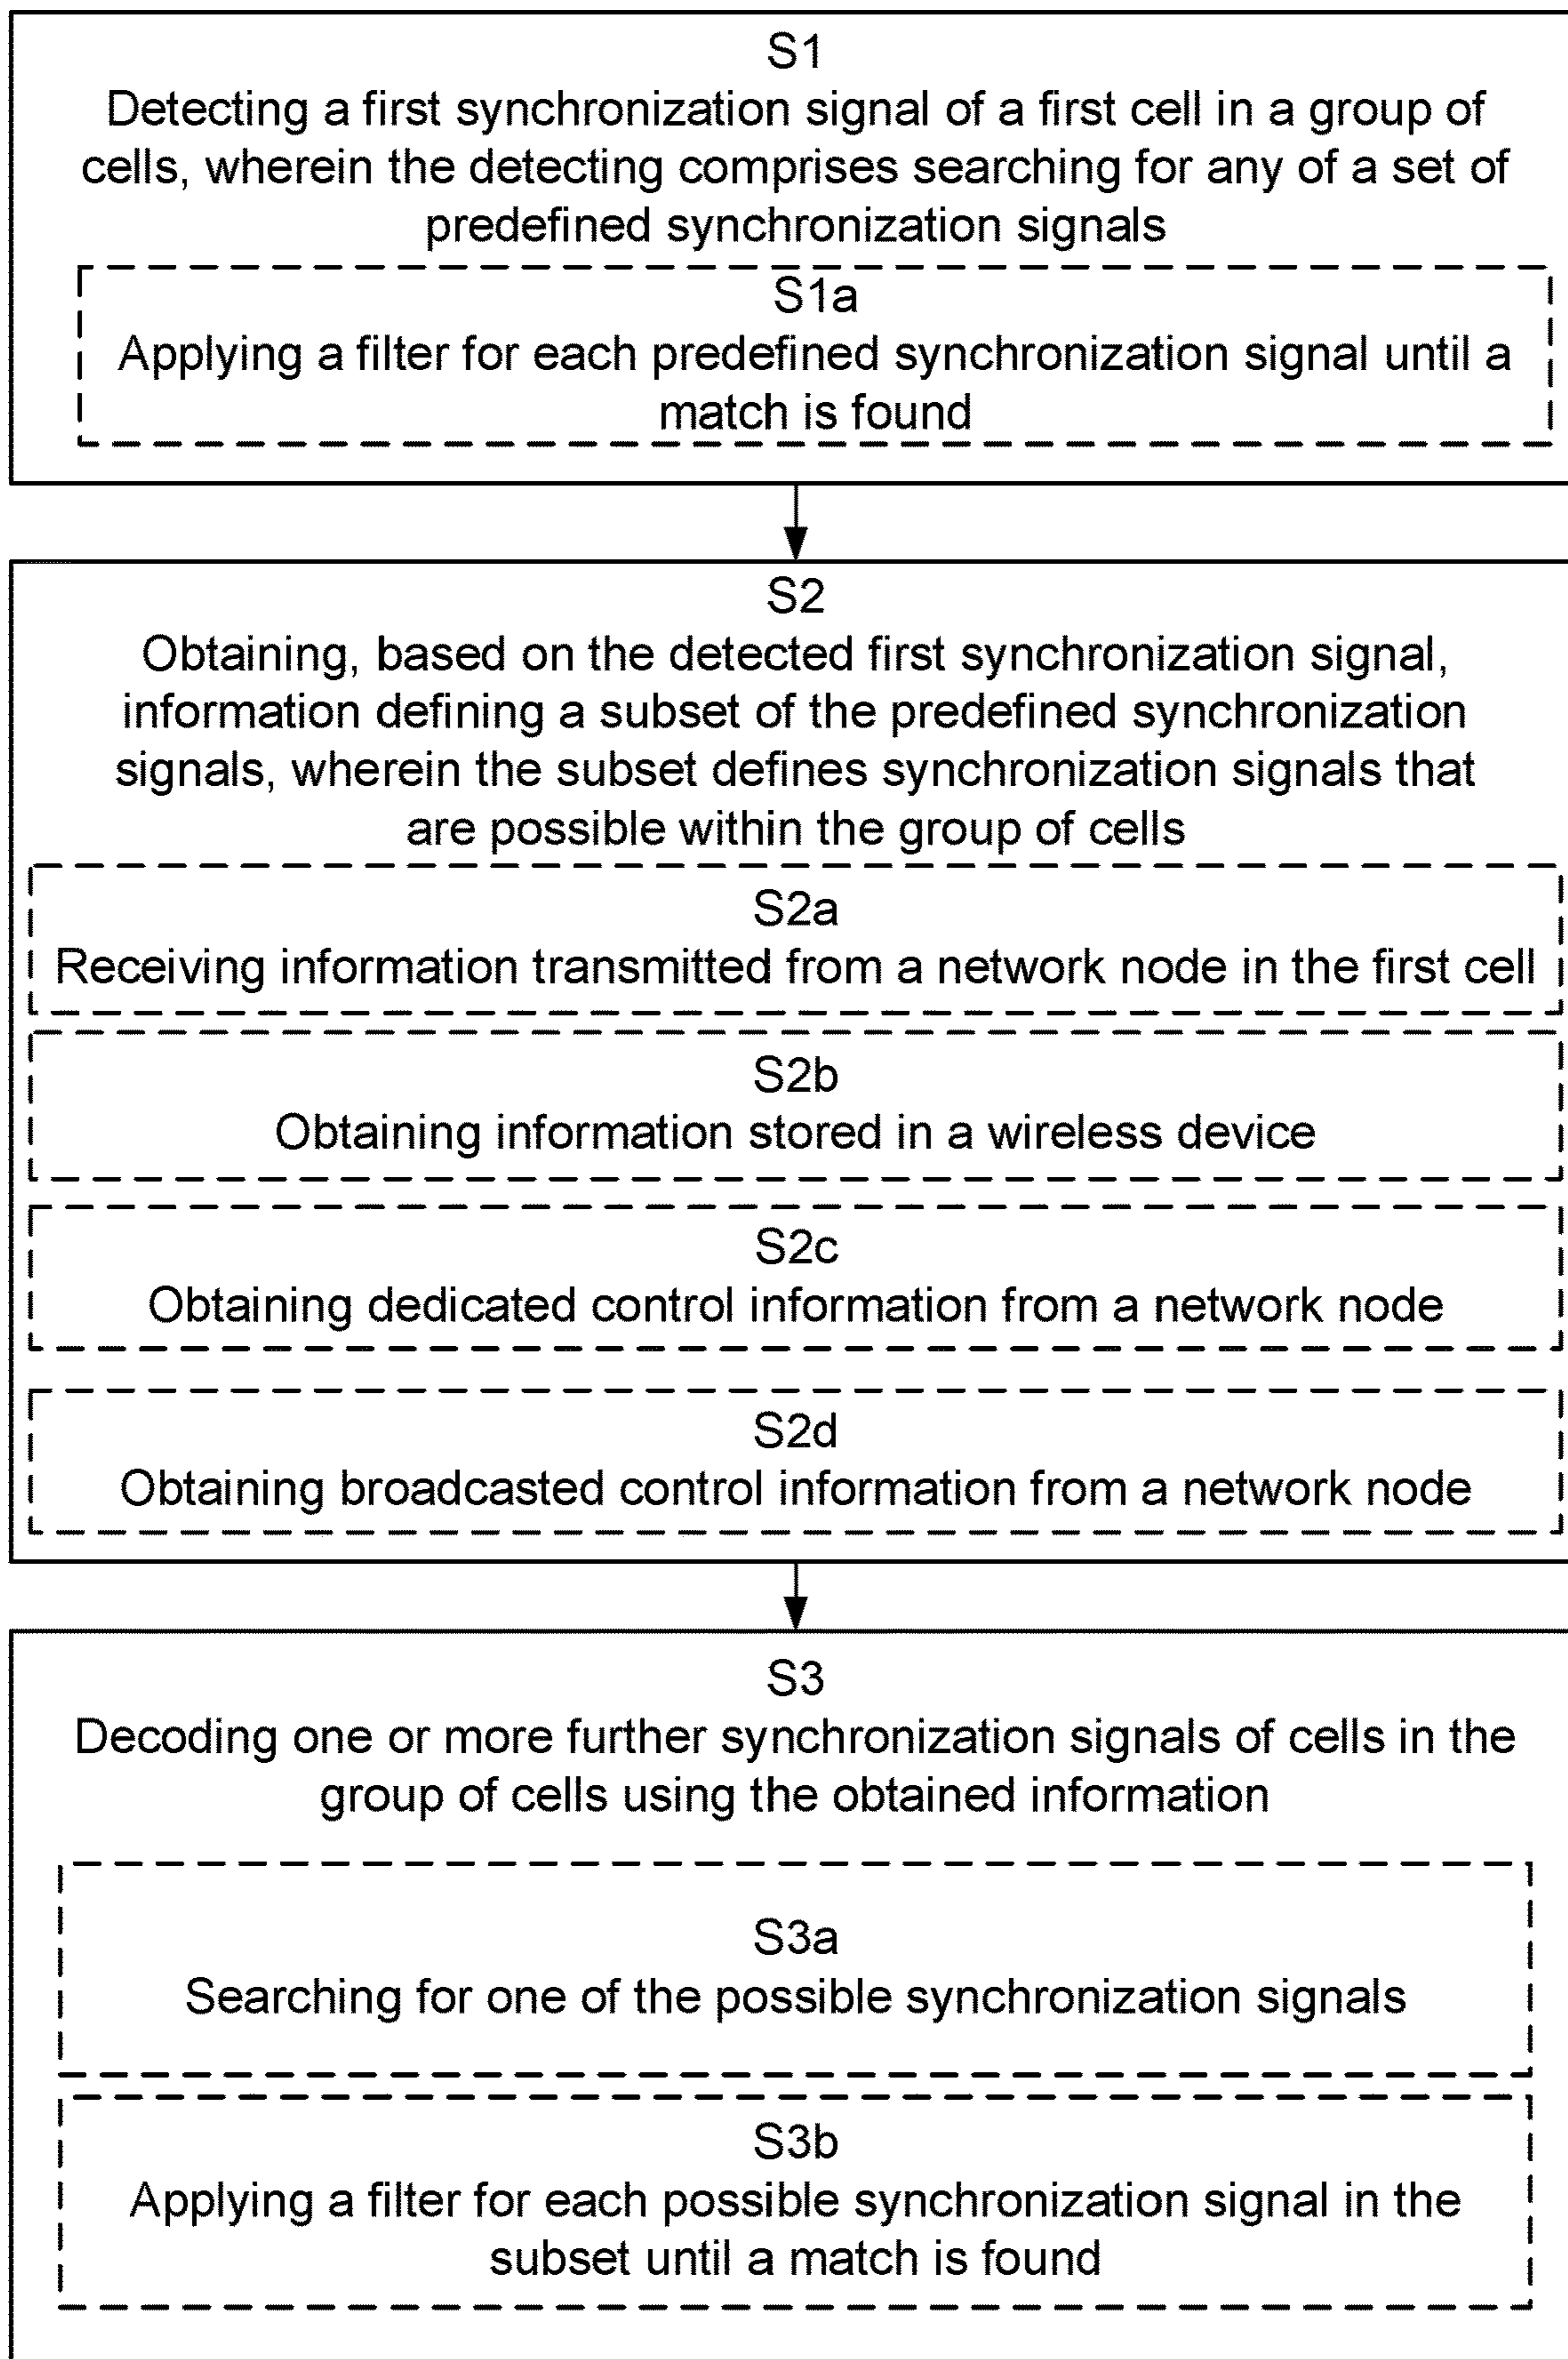 S1
Detecting a first synchronization signal of a first cell in a group of
cells, wherein the detecting comprises searching for any of a set of
predefined synchronization signals
S1a
Applying a filter for each predefined synchronization signal until a
match is found
S2
Obtaining, based on the detected first synchronization signal,
information defining a subset of the predefined synchronization
signals, wherein the subset defines synchronization signals that
are possible within the group of cells
S2a
Receiving information transmitted from a network node in the first cell
S2b
Obtaining information stored in a wireless device
S2c
Obtaining dedicated control information from a network node
S2d
Obtaining broadcasted control information from a network node
S3
Decoding one or more further synchronization signals of cells in the
group of cells using the obtained information
S3a
Searching for one of the possible synchronization signals
S3b
Applying a filter for each possible synchronization signal in the
subset until a match is found